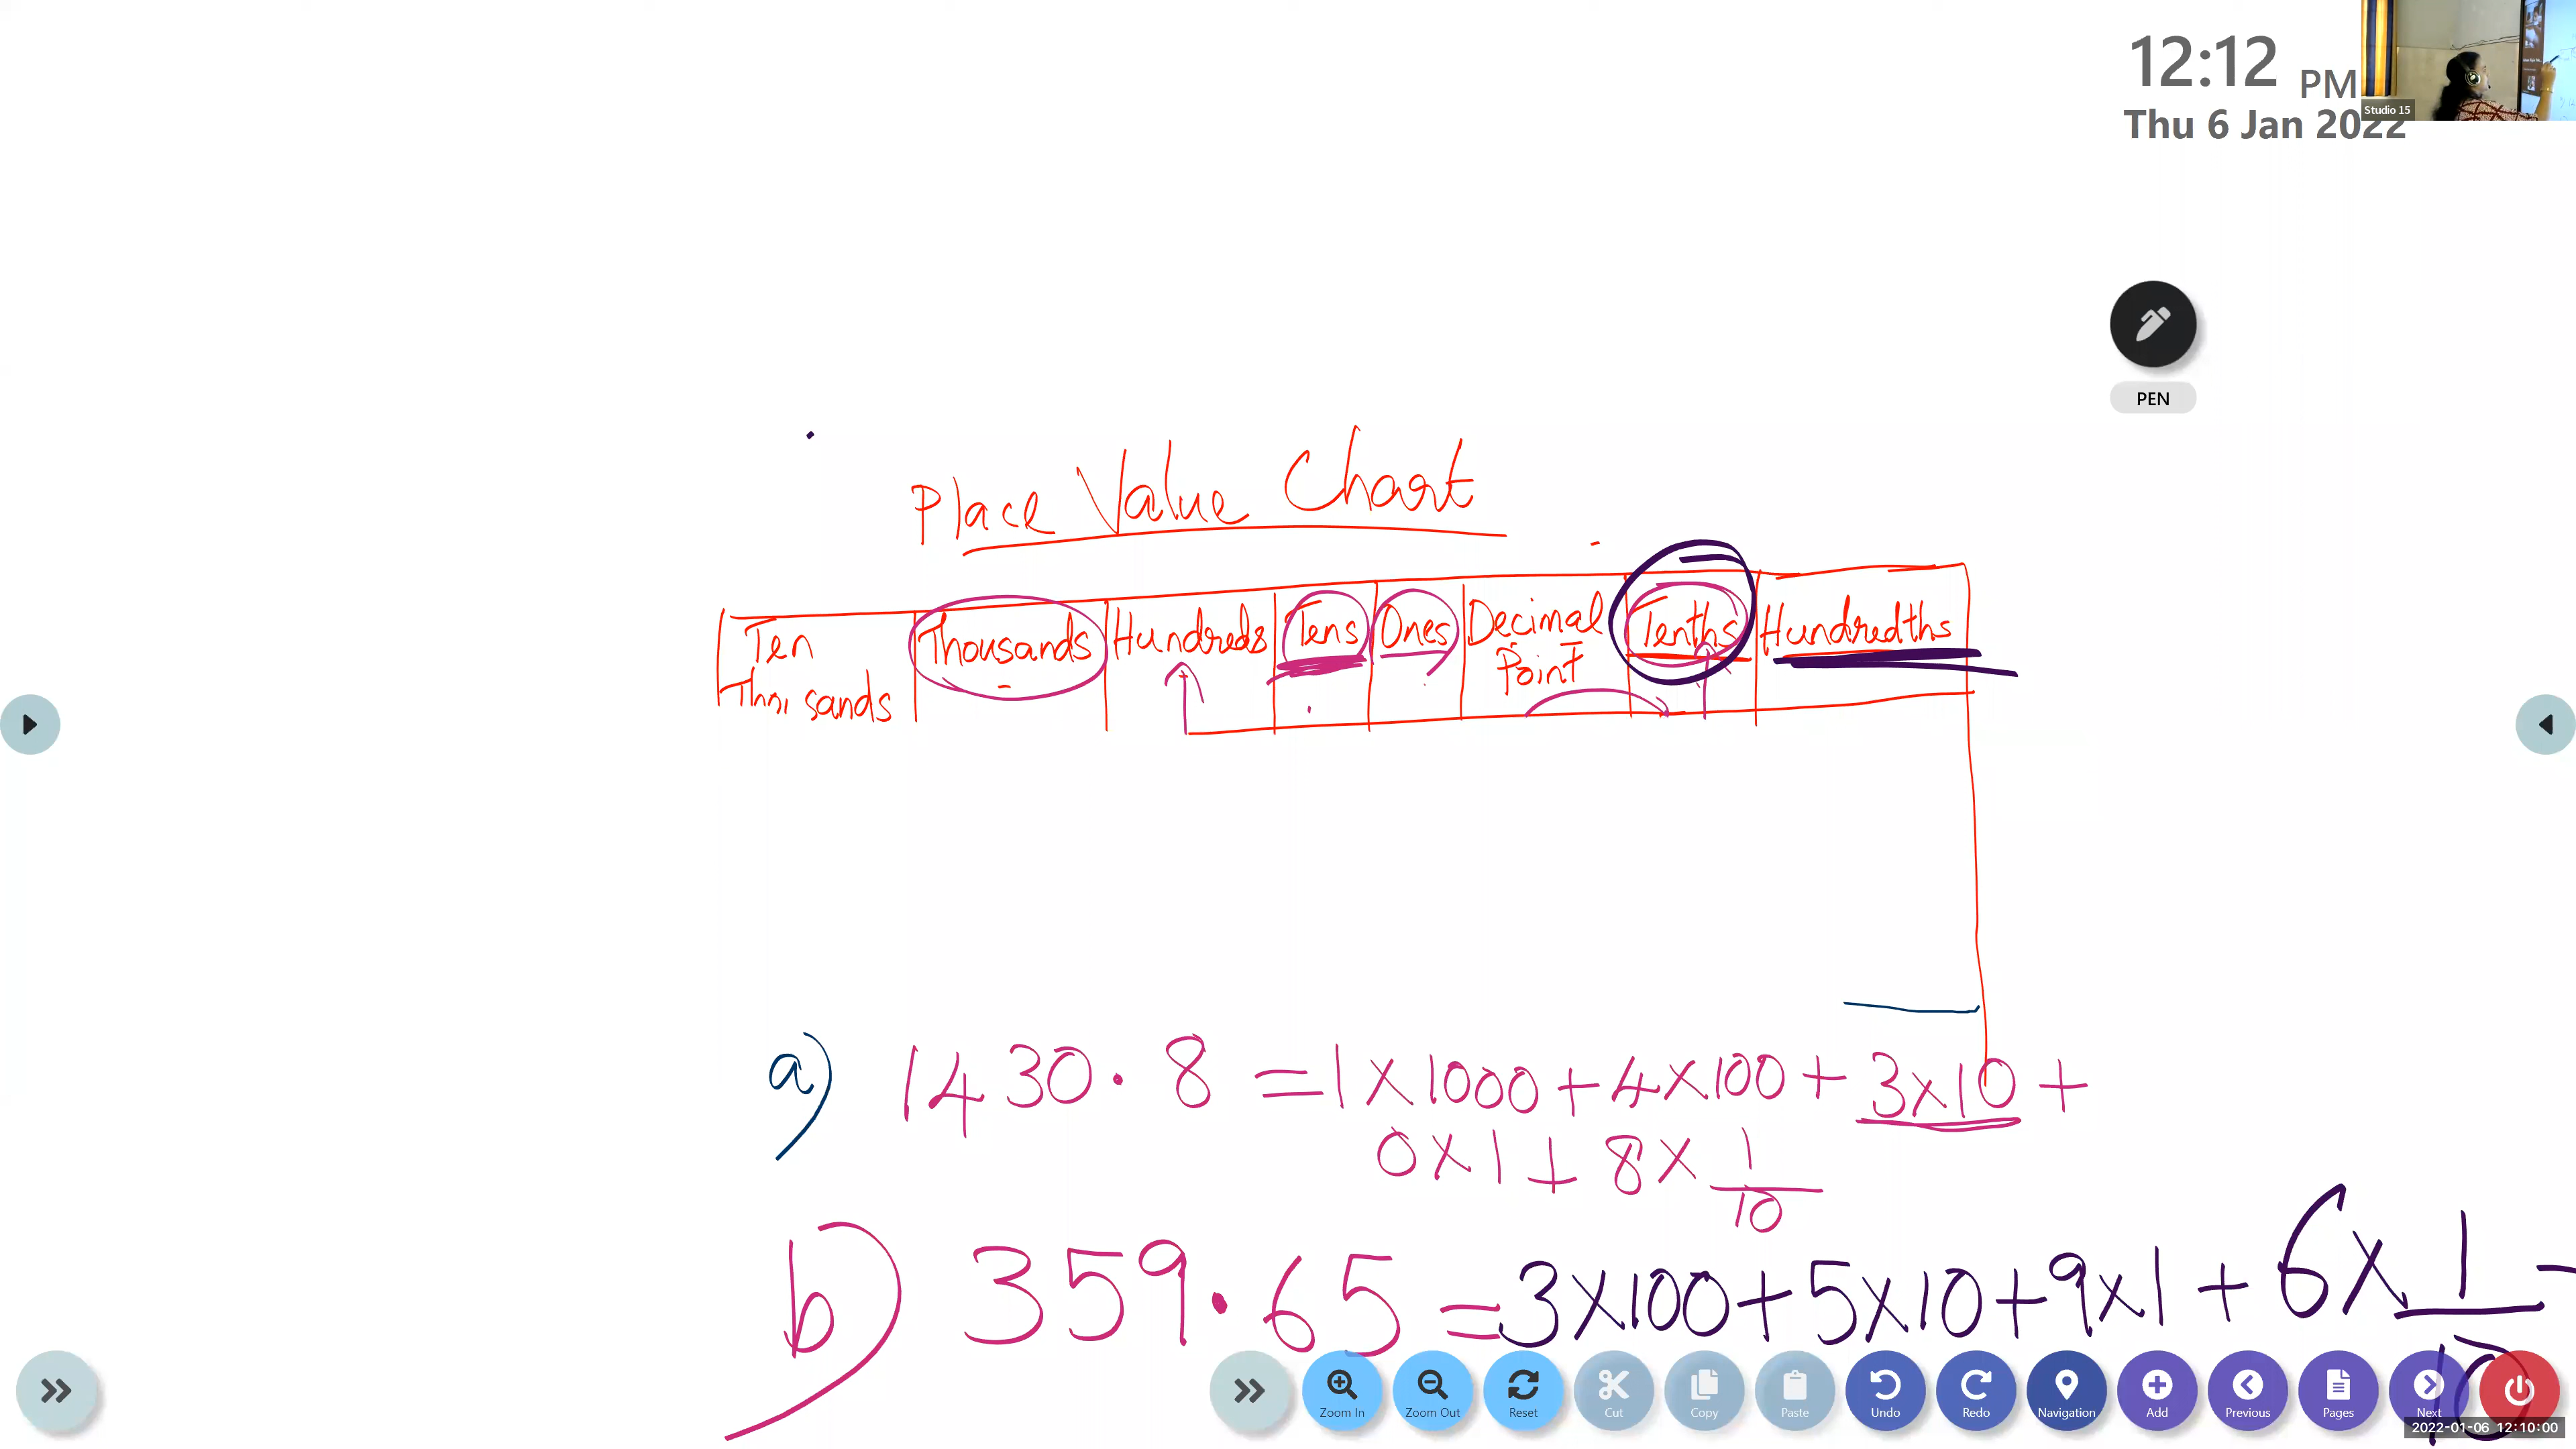 12:12 PM
Thu 6 Jan 2022
Studio 15
PEN
Place Value Chart
Ten Thousands Thousands Hundreds Tens Ones Decimal Point Tenths Hundredths
a) 1430.8 = 1 × 1000 + 4 × 100 + 3 × 10 +
0 × 1 + 8 × 1/10
b) 359.65 = 3 × 100 + 5 × 10 + 9 × 1 + 6 × 1/10
Zoom In Zoom Out Reset Cut Copy Paste Undo Redo Navigation Add Previous Pages Next
2022-01-06 12:10:00